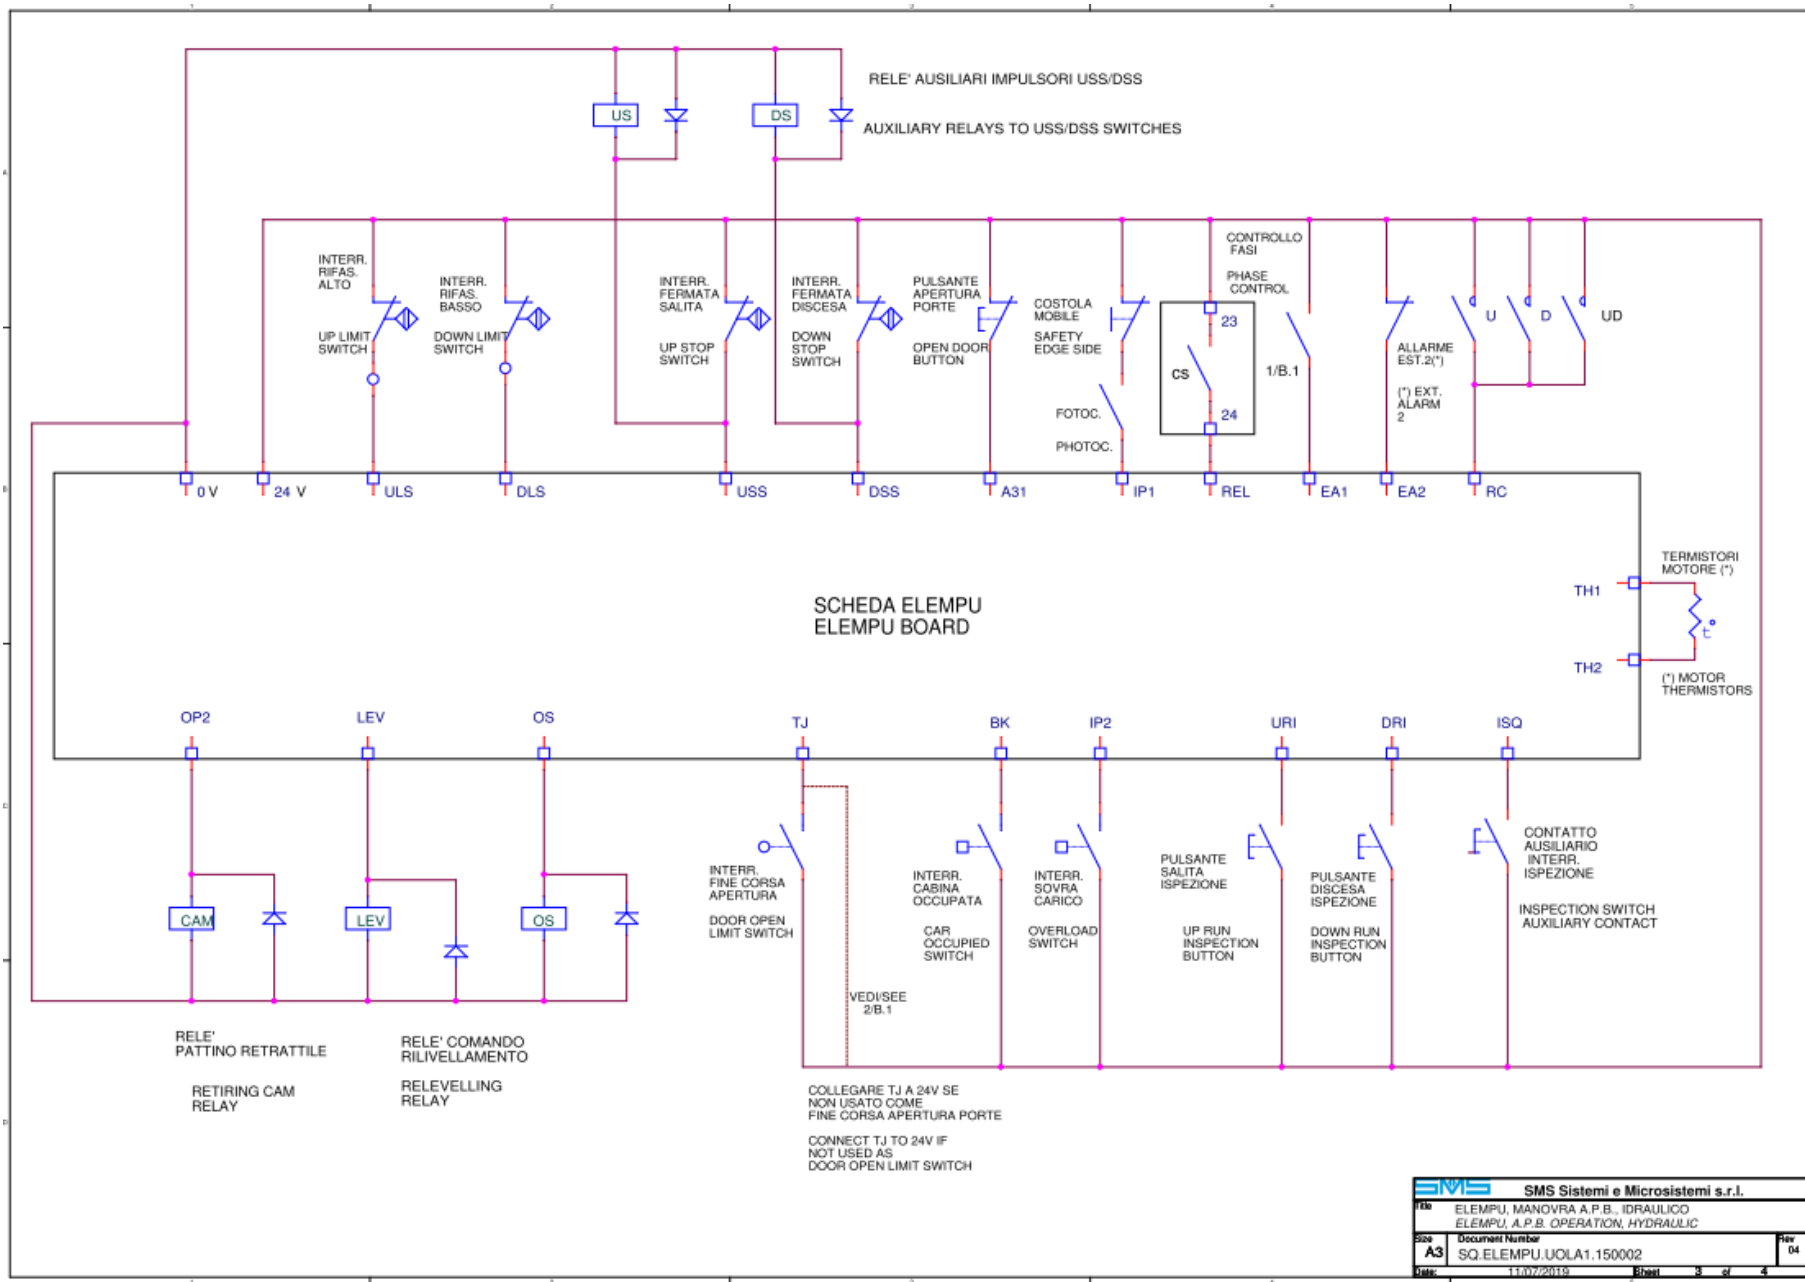 RELE' AUSILIARI IMPULSORI USS/DSS
US
DS
AUXILIARY RELAYS TO USS/DSS SWITCHES
INTERR.
RIFAS.
ALTO
UP LIMIT
SWITCH
INTERR.
RIFAS.
BASSO
DOWN LIMIT
SWITCH
INTERR.
FERMATA
SALITA
UP STOP
SWITCH
INTERR.
FERMATA
DISCESA
DOWN
STOP
SWITCH
PULSANTE
APERTURA
PORTE
OPEN DOOR
BUTTON
COSTOLA
MOBILE
SAFETY
EDGE SIDE
FOTOC.
PHOTOC.
CONTROLLO
FASI
PHASE
CONTROL
23
CS
24
1/B.1
ALLARME
EST.2(*)
(*) EXT.
ALARM
2
U
D
UD
0 V
24 V
ULS
DLS
USS
DSS
A31
IP1
REL
EA1
EA2
RC
SCHEDA ELEMPU
ELEMPU BOARD
TERMISTORI
MOTORE (*)
TH1
t°
TH2
(*) MOTOR
THERMISTORS
OP2
LEV
OS
TJ
BK
IP2
URI
DRI
ISQ
CAM
LEV
OS
INTERR.
FINE CORSA
APERTURA
DOOR OPEN
LIMIT SWITCH
VEDI/SEE
2/B.1
INTERR.
CABINA
OCCUPATA
CAR
OCCUPIED
SWITCH
INTERR.
SOVRA
CARICO
OVERLOAD
SWITCH
PULSANTE
SALITA
ISPEZIONE
UP RUN
INSPECTION
BUTTON
PULSANTE
DISCESA
ISPEZIONE
DOWN RUN
INSPECTION
BUTTON
CONTATTO
AUSILIARIO
INTERR.
ISPEZIONE
INSPECTION SWITCH
AUXILIARY CONTACT
RELE'
PATTINO RETRATTILE
RETIRING CAM
RELAY
RELE' COMANDO
RILIVELLAMENTO
RELEVELLING
RELAY
COLLEGARE TJ A 24V SE
NON USATO COME
FINE CORSA APERTURA PORTE
CONNECT TJ TO 24V IF
NOT USED AS
DOOR OPEN LIMIT SWITCH
SMS SMS Sistemi e Microsistemi s.r.l.
Title
ELEMPU, MANOVRA A.P.B., IDRAULICO
ELEMPU, A.P.B. OPERATION, HYDRAULIC
Size Document Number Rev
A3 SQ.ELEMPU.UOLA1.150002 04
Date: 11/07/2019 Sheet 3 of 4